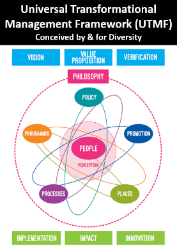 Universal Transformational
Management Framework (UTMF)
Conceived by & for Diversity
VISION
VALUE
PROPOSITION
VERIFICATION
PHILOSOPHY
POLICY
PROGRAMMES
PROMOTION
PEOPLE
PERCEPTION
PROCESSES
PLACES
IMPLEMENTATION
IMPACT
INNOVATION